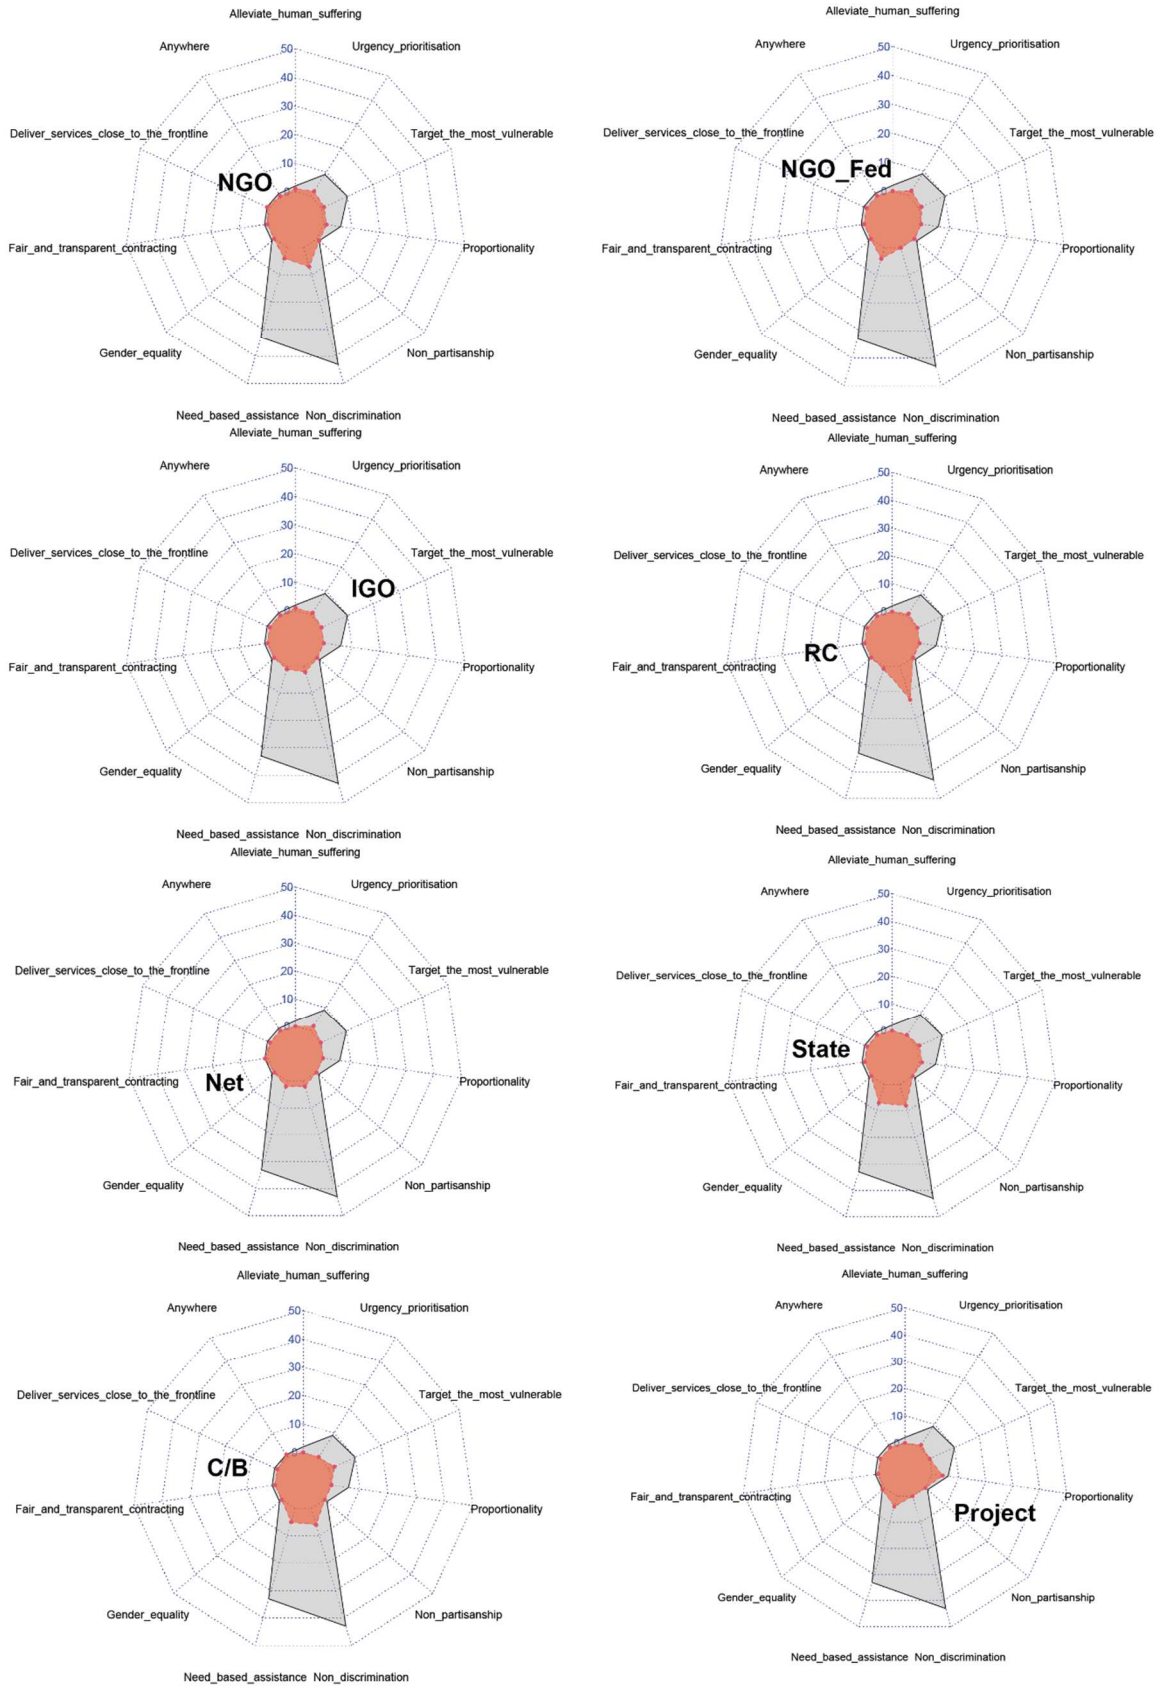 Alleviate_human_suffering
Anywhere
50
Urgency_prioritisation
40
Deliver_services_close_to_the_frontline
30
Target_the_most_vulnerable
20
10
NGO
0
Fair_and_transparent_contracting
Proportionality
Gender_equality
Non_partisanship
Need_based_assistance Non_discrimination
Alleviate_human_suffering
Anywhere
50
Urgency_prioritisation
40
Deliver_services_close_to_the_frontline
30
Target_the_most_vulnerable
20
10
NGO_Fed
0
Fair_and_transparent_contracting
Proportionality
Gender_equality
Non_partisanship
Need_based_assistance Non_discrimination
Alleviate_human_suffering
Anywhere
50
Urgency_prioritisation
40
Deliver_services_close_to_the_frontline
30
Target_the_most_vulnerable
20
10
IGO
0
Fair_and_transparent_contracting
Proportionality
Gender_equality
Non_partisanship
Need_based_assistance Non_discrimination
Alleviate_human_suffering
Anywhere
50
Urgency_prioritisation
40
Deliver_services_close_to_the_frontline
30
Target_the_most_vulnerable
20
10
0
RC
Fair_and_transparent_contracting
Proportionality
Gender_equality
Non_partisanship
Need_based_assistance Non_discrimination
Alleviate_human_suffering
Anywhere
50
Urgency_prioritisation
40
Deliver_services_close_to_the_frontline
30
Target_the_most_vulnerable
20
10
0
Fair_and_transparent_contracting
Net
Proportionality
Gender_equality
Non_partisanship
Need_based_assistance Non_discrimination
Alleviate_human_suffering
Anywhere
50
Urgency_prioritisation
40
Deliver_services_close_to_the_frontline
30
Target_the_most_vulnerable
20
10
0
State
Fair_and_transparent_contracting
Proportionality
Gender_equality
Non_partisanship
Need_based_assistance Non_discrimination
Alleviate_human_suffering
Anywhere
50
Urgency_prioritisation
40
Deliver_services_close_to_the_frontline
30
Target_the_most_vulnerable
20
10
0
C/B
Fair_and_transparent_contracting
Proportionality
Gender_equality
Non_partisanship
Need_based_assistance Non_discrimination
Alleviate_human_suffering
Anywhere
50
Urgency_prioritisation
40
Deliver_services_close_to_the_frontline
30
Target_the_most_vulnerable
20
10
0
Fair_and_transparent_contracting
Proportionality
Project
Gender_equality
Non_partisanship
Need_based_assistance Non_discrimination